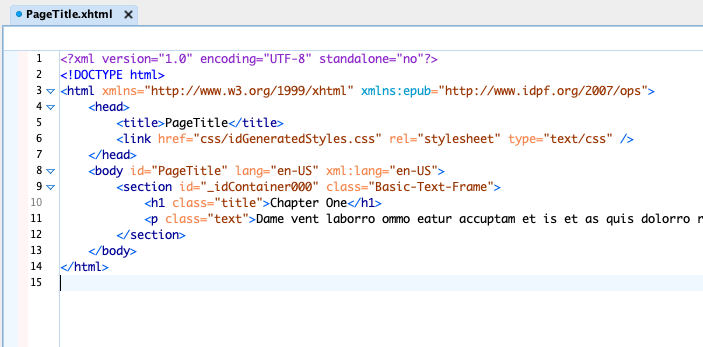 PageTitle.xhtml
1 <?xml version="1.0" encoding="UTF-8" standalone="no"?>
2 <!DOCTYPE html>
3 <html xmlns="http://www.w3.org/1999/xhtml" xmlns:epub="http://www.idpf.org/2007/ops">
4 <head>
5 <title>PageTitle</title>
6 <link href="css/idGeneratedStyles.css" rel="stylesheet" type="text/css" />
7 </head>
8 <body id="PageTitle" lang="en-US" xml:lang="en-US">
9 <section id="_idContainer000" class="Basic-Text-Frame">
10 <h1 class="title">Chapter One</h1>
11 <p class="text">Dame vent laborro ommo eatur accuptam et is et as quis dolorro
12 </section>
13 </body>
14 </html>
15